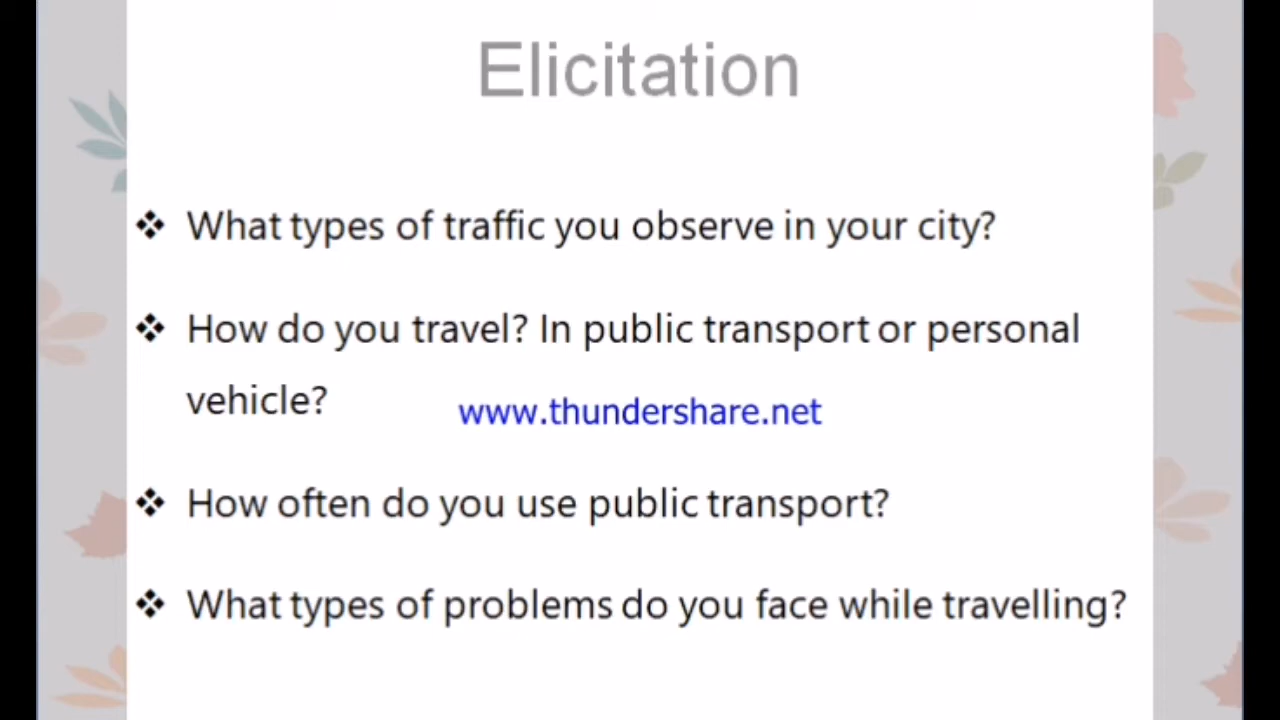 Elicitation
❖ What types of traffic you observe in your city?
❖ How do you travel? In public transport or personal
vehicle?
www.thundershare.net
❖ How often do you use public transport?
❖ What types of problems do you face while travelling?